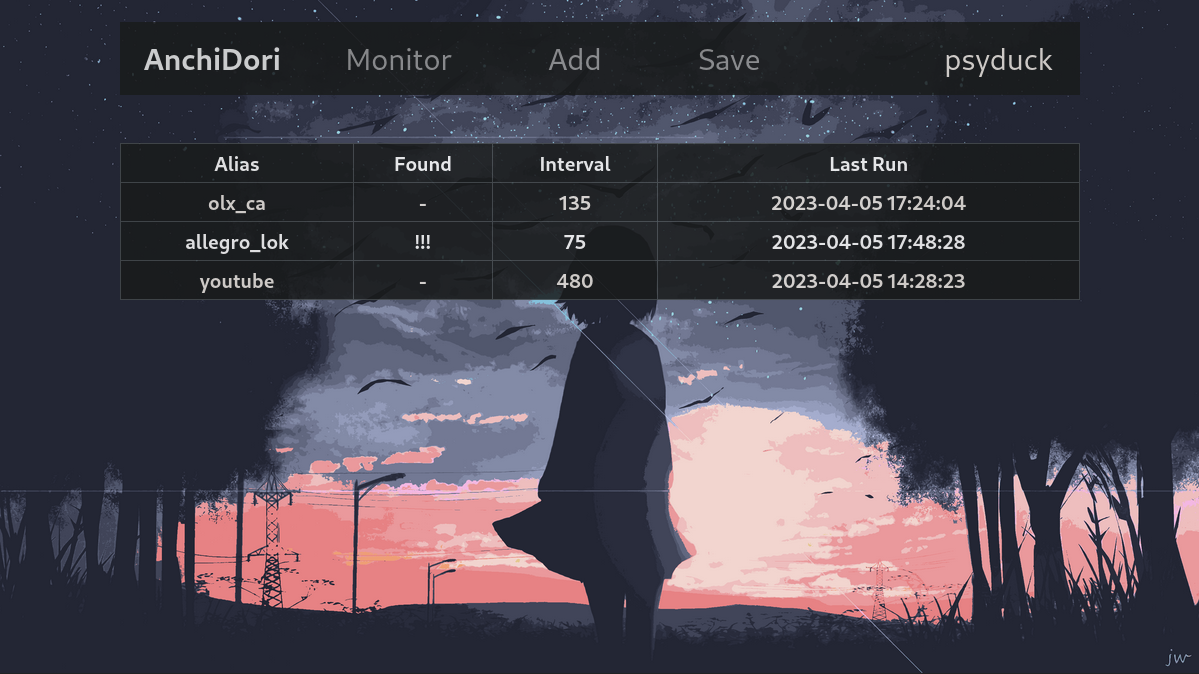 AnchiDori Monitor Add Save psyduck
Alias Found Interval Last Run
olx_ca - 135 2023-04-05 17:24:04
allegro_lok !!! 75 2023-04-05 17:48:28
youtube - 480 2023-04-05 14:28:23
jw